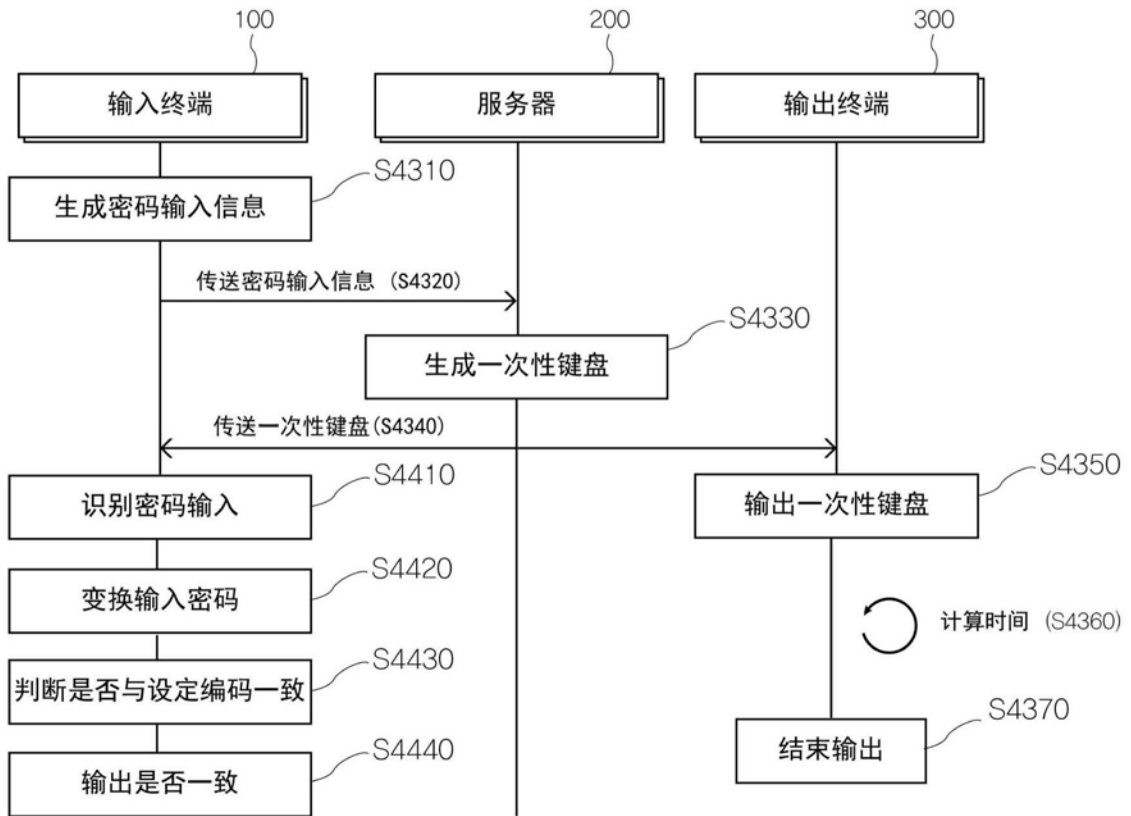 100
200
300
输入终端
服务器
输出终端
S4310
生成密码输入信息
传送密码输入信息 (S4320)
S4330
生成一次性键盘
传送一次性键盘(S4340)
S4410
识别密码输入
S4350
输出一次性键盘
S4420
变换输入密码
计算时间 (S4360)
S4430
判断是否与设定编码一致
S4370
结束输出
S4440
输出是否一致